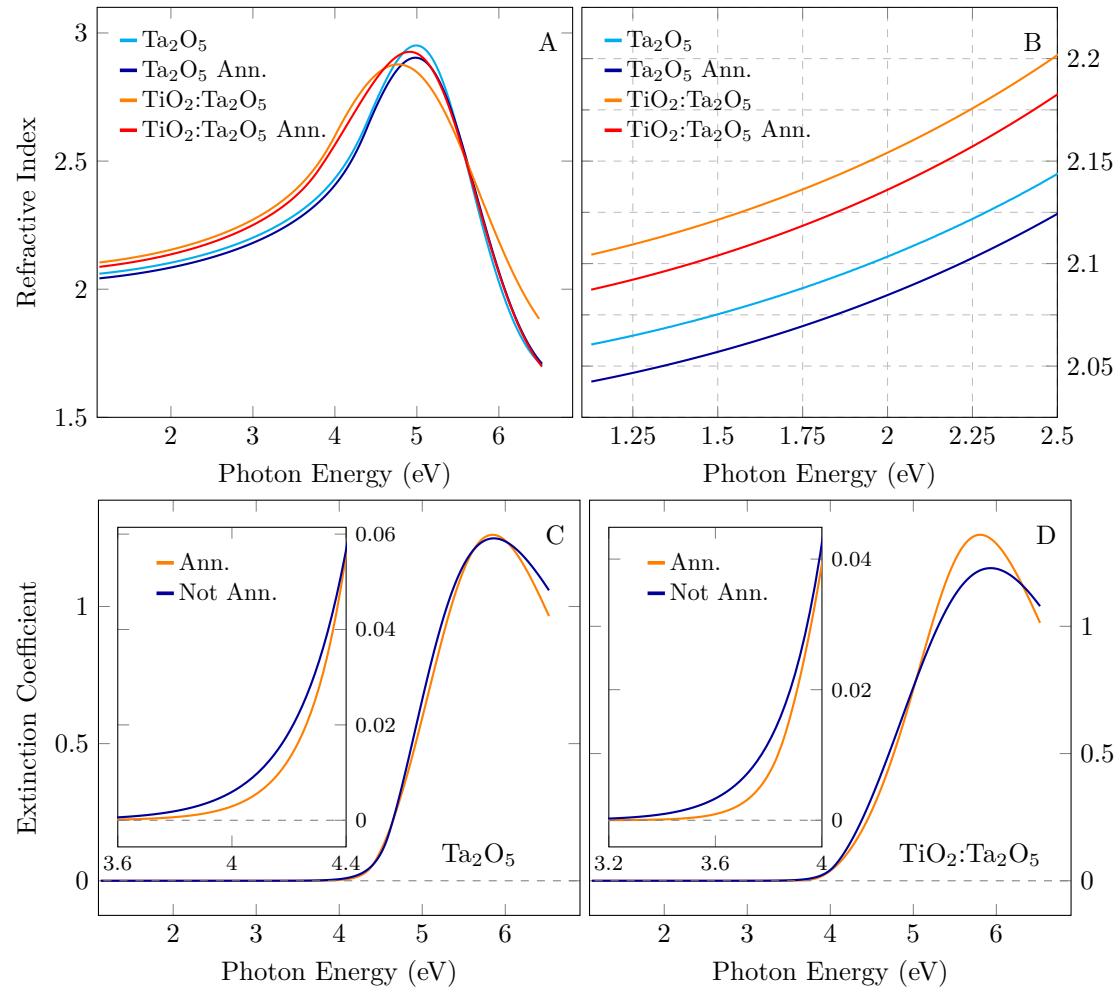 A
Ta₂O₅
Ta₂O₅ Ann.
TiO₂:Ta₂O₅
TiO₂:Ta₂O₅ Ann.
Refractive Index
3
2.5
2
1.5
2 3 4 5 6
Photon Energy (eV)
B
Ta₂O₅
Ta₂O₅ Ann.
TiO₂:Ta₂O₅
TiO₂:Ta₂O₅ Ann.
2.2
2.15
2.1
2.05
1.25 1.5 1.75 2 2.25 2.5
Photon Energy (eV)
C
Ann.
Not Ann.
0.06
0.04
0.02
0
3.6 4 4.4
Ta₂O₅
Extinction Coefficient
1
0.5
0
2 3 4 5 6
Photon Energy (eV)
D
Ann.
Not Ann.
0.04
0.02
0
3.2 3.6 4
TiO₂:Ta₂O₅
1
0.5
0
2 3 4 5 6
Photon Energy (eV)